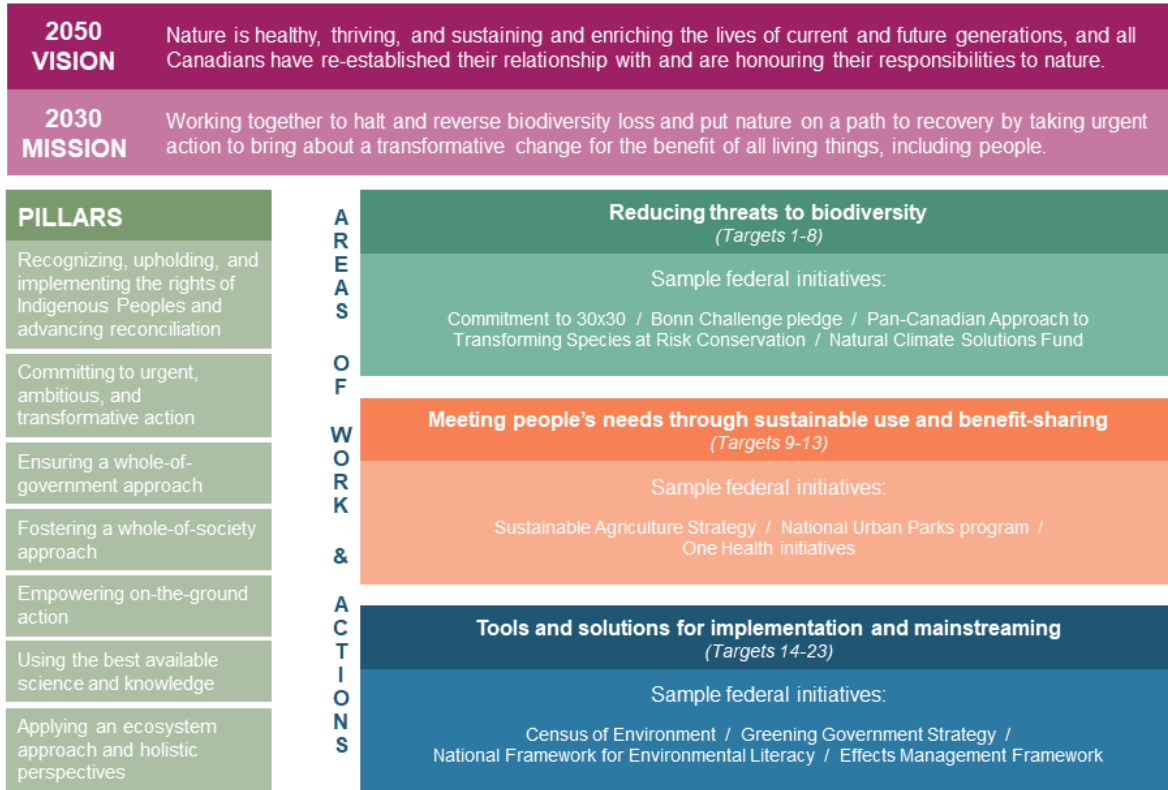 2050
VISION
Nature is healthy, thriving, and sustaining and enriching the lives of current and future generations, and all
Canadians have re-established their relationship with and are honouring their responsibilities to nature.
2030
MISSION
Working together to halt and reverse biodiversity loss and put nature on a path to recovery by taking urgent
action to bring about a transformative change for the benefit of all living things, including people.
PILLARS
Recognizing, upholding, and
implementing the rights of
Indigenous Peoples and
advancing reconciliation
Committing to urgent,
ambitious, and
transformative action
Ensuring a whole-of-
government approach
Fostering a whole-of-society
approach
Empowering on-the-ground
action
Using the best available
science and knowledge
Applying an ecosystem
approach and holistic
perspectives
AREAS OF WORK & ACTIONS
Reducing threats to biodiversity
(Targets 1-8)
Sample federal initiatives:
Commitment to 30x30 / Bonn Challenge pledge / Pan-Canadian Approach to
Transforming Species at Risk Conservation / Natural Climate Solutions Fund
Meeting people's needs through sustainable use and benefit-sharing
(Targets 9-13)
Sample federal initiatives:
Sustainable Agriculture Strategy / National Urban Parks program /
One Health initiatives
Tools and solutions for implementation and mainstreaming
(Targets 14-23)
Sample federal initiatives:
Census of Environment / Greening Government Strategy /
National Framework for Environmental Literacy / Effects Management Framework